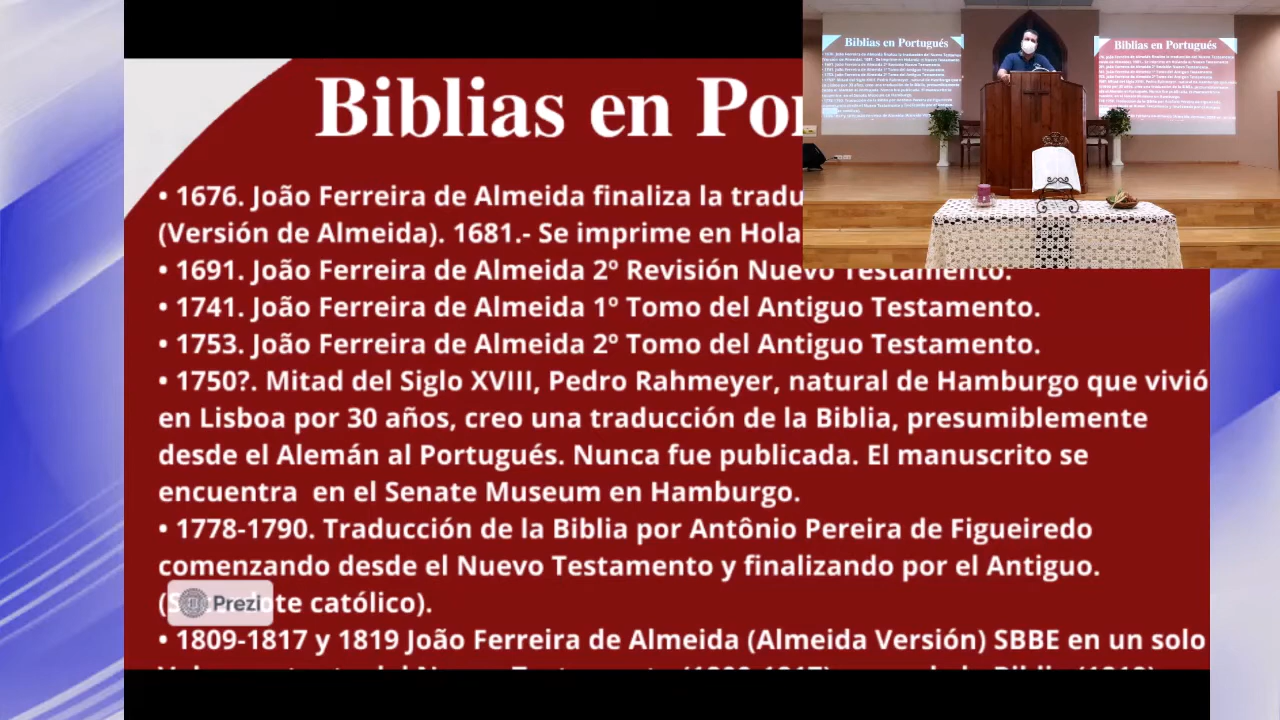 Biblias en Por
• 1676. João Ferreira de Almeida finaliza la tradu
(Versión de Almeida). 1681.- Se imprime en Hola
• 1691. João Ferreira de Almeida 2º Revisión Nuevo Testamento.
• 1741. João Ferreira de Almeida 1º Tomo del Antiguo Testamento.
• 1753. João Ferreira de Almeida 2º Tomo del Antiguo Testamento.
• 1750?. Mitad del Siglo XVIII, Pedro Rahmeyer, natural de Hamburgo que vivió
en Lisboa por 30 años, creo una traducción de la Biblia, presumiblemente
desde el Alemán al Portugués. Nunca fue publicada. El manuscrito se
encuentra en el Senate Museum en Hamburgo.
• 1778-1790. Traducción de la Biblia por Antônio Pereira de Figueiredo
comenzando desde el Nuevo Testamento y finalizando por el Antiguo.
católico).
Prezi
• 1809-1817 y 1819 João Ferreira de Almeida (Almeida Versión) SBBE en un solo
Biblias en Portugués
Biblias en Portugués